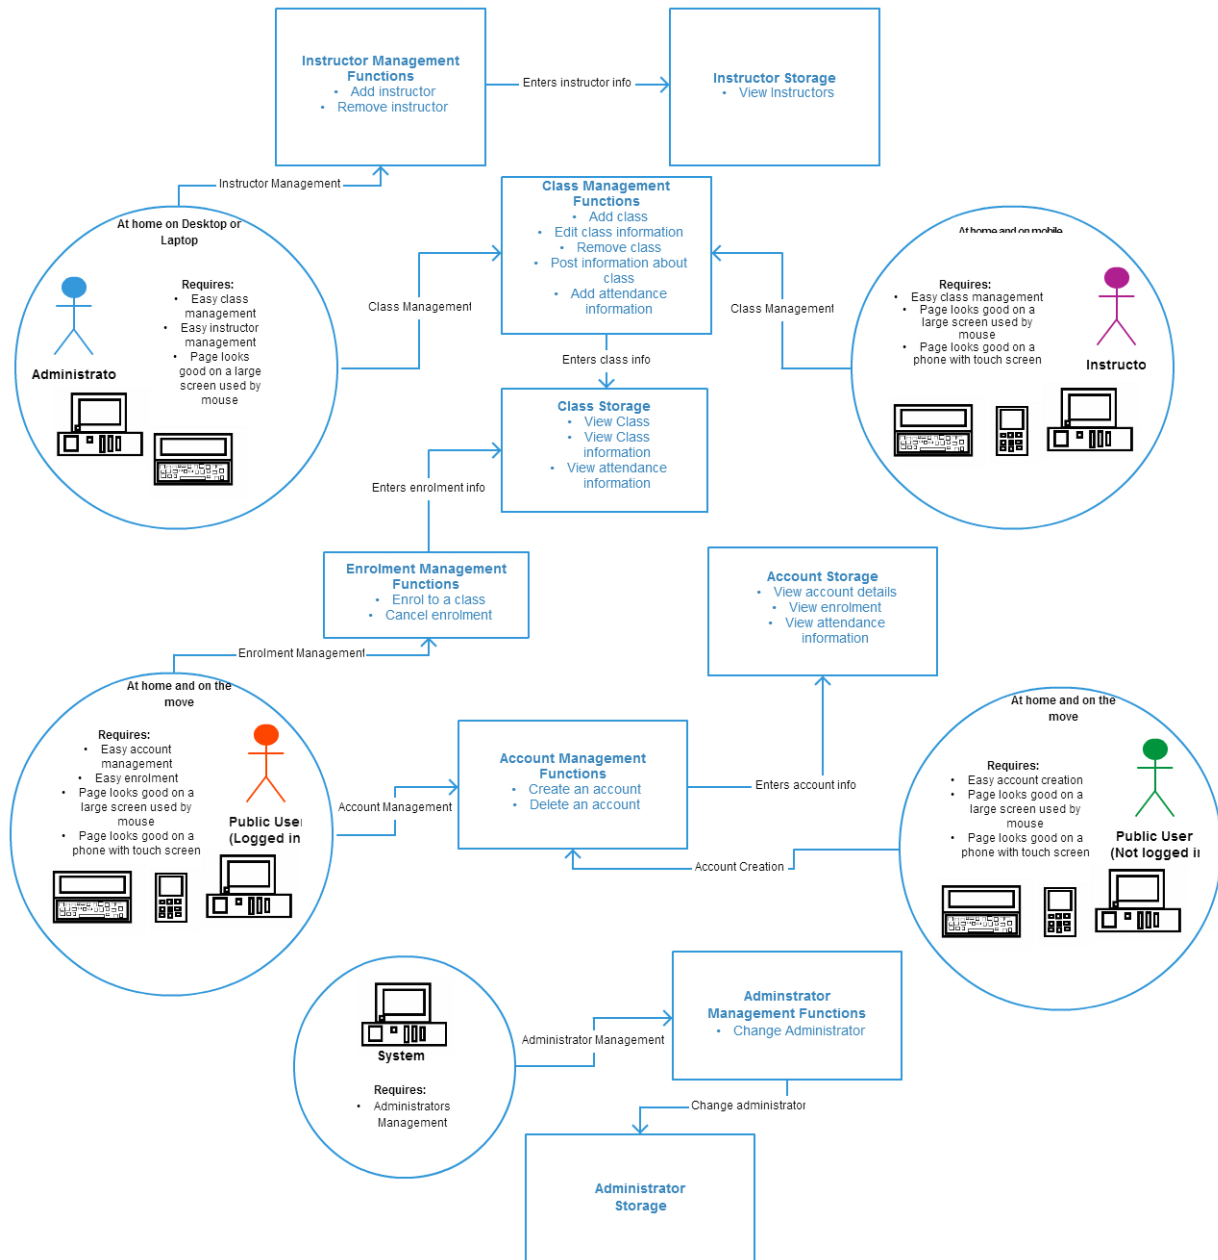 Instructor Management
Functions
• Add instructor
• Remove instructor
Enters instructor info
Instructor Storage
• View Instructors
Instructor Management
Class Management
Functions
• Add class
• Edit class information
• Remove class
• Post information about
class
• Add attendance
information
At home on Desktop or
Laptop
Requires:
• Easy class
management
• Easy instructor
management
• Page looks
good on a large
screen used by
mouse
Administrato
Class Management
Class Management
At home and on mobile
Requires:
• Easy class management
• Page looks good on a
large screen used by
mouse
• Page looks good on a
phone with touch screen
Instructo
Enters class info
Class Storage
• View Class
• View Class
information
• View attendance
information
Enters enrolment info
Enrolment Management
Functions
• Enrol to a class
• Cancel enrolment
Account Storage
• View account details
• View enrolment
• View attendance
information
Enrolment Management
At home and on the
move
Requires:
• Easy account
management
• Easy enrolment
• Page looks good on a
large screen used by
mouse
• Page looks good on a
phone with touch screen
Public User
(Logged in
Account Management
Account Management
Functions
• Create an account
• Delete an account
Enters account info
Account Creation
At home and on the
move
Requires:
• Easy account creation
• Page looks good on a
large screen used by
mouse
• Page looks good on a
phone with touch screen
Public User
(Not logged in
System
Requires:
• Administrators
Management
Administrator Management
Adminstrator
Management Functions
• Change Administrator
Change administrator
Administrator
Storage